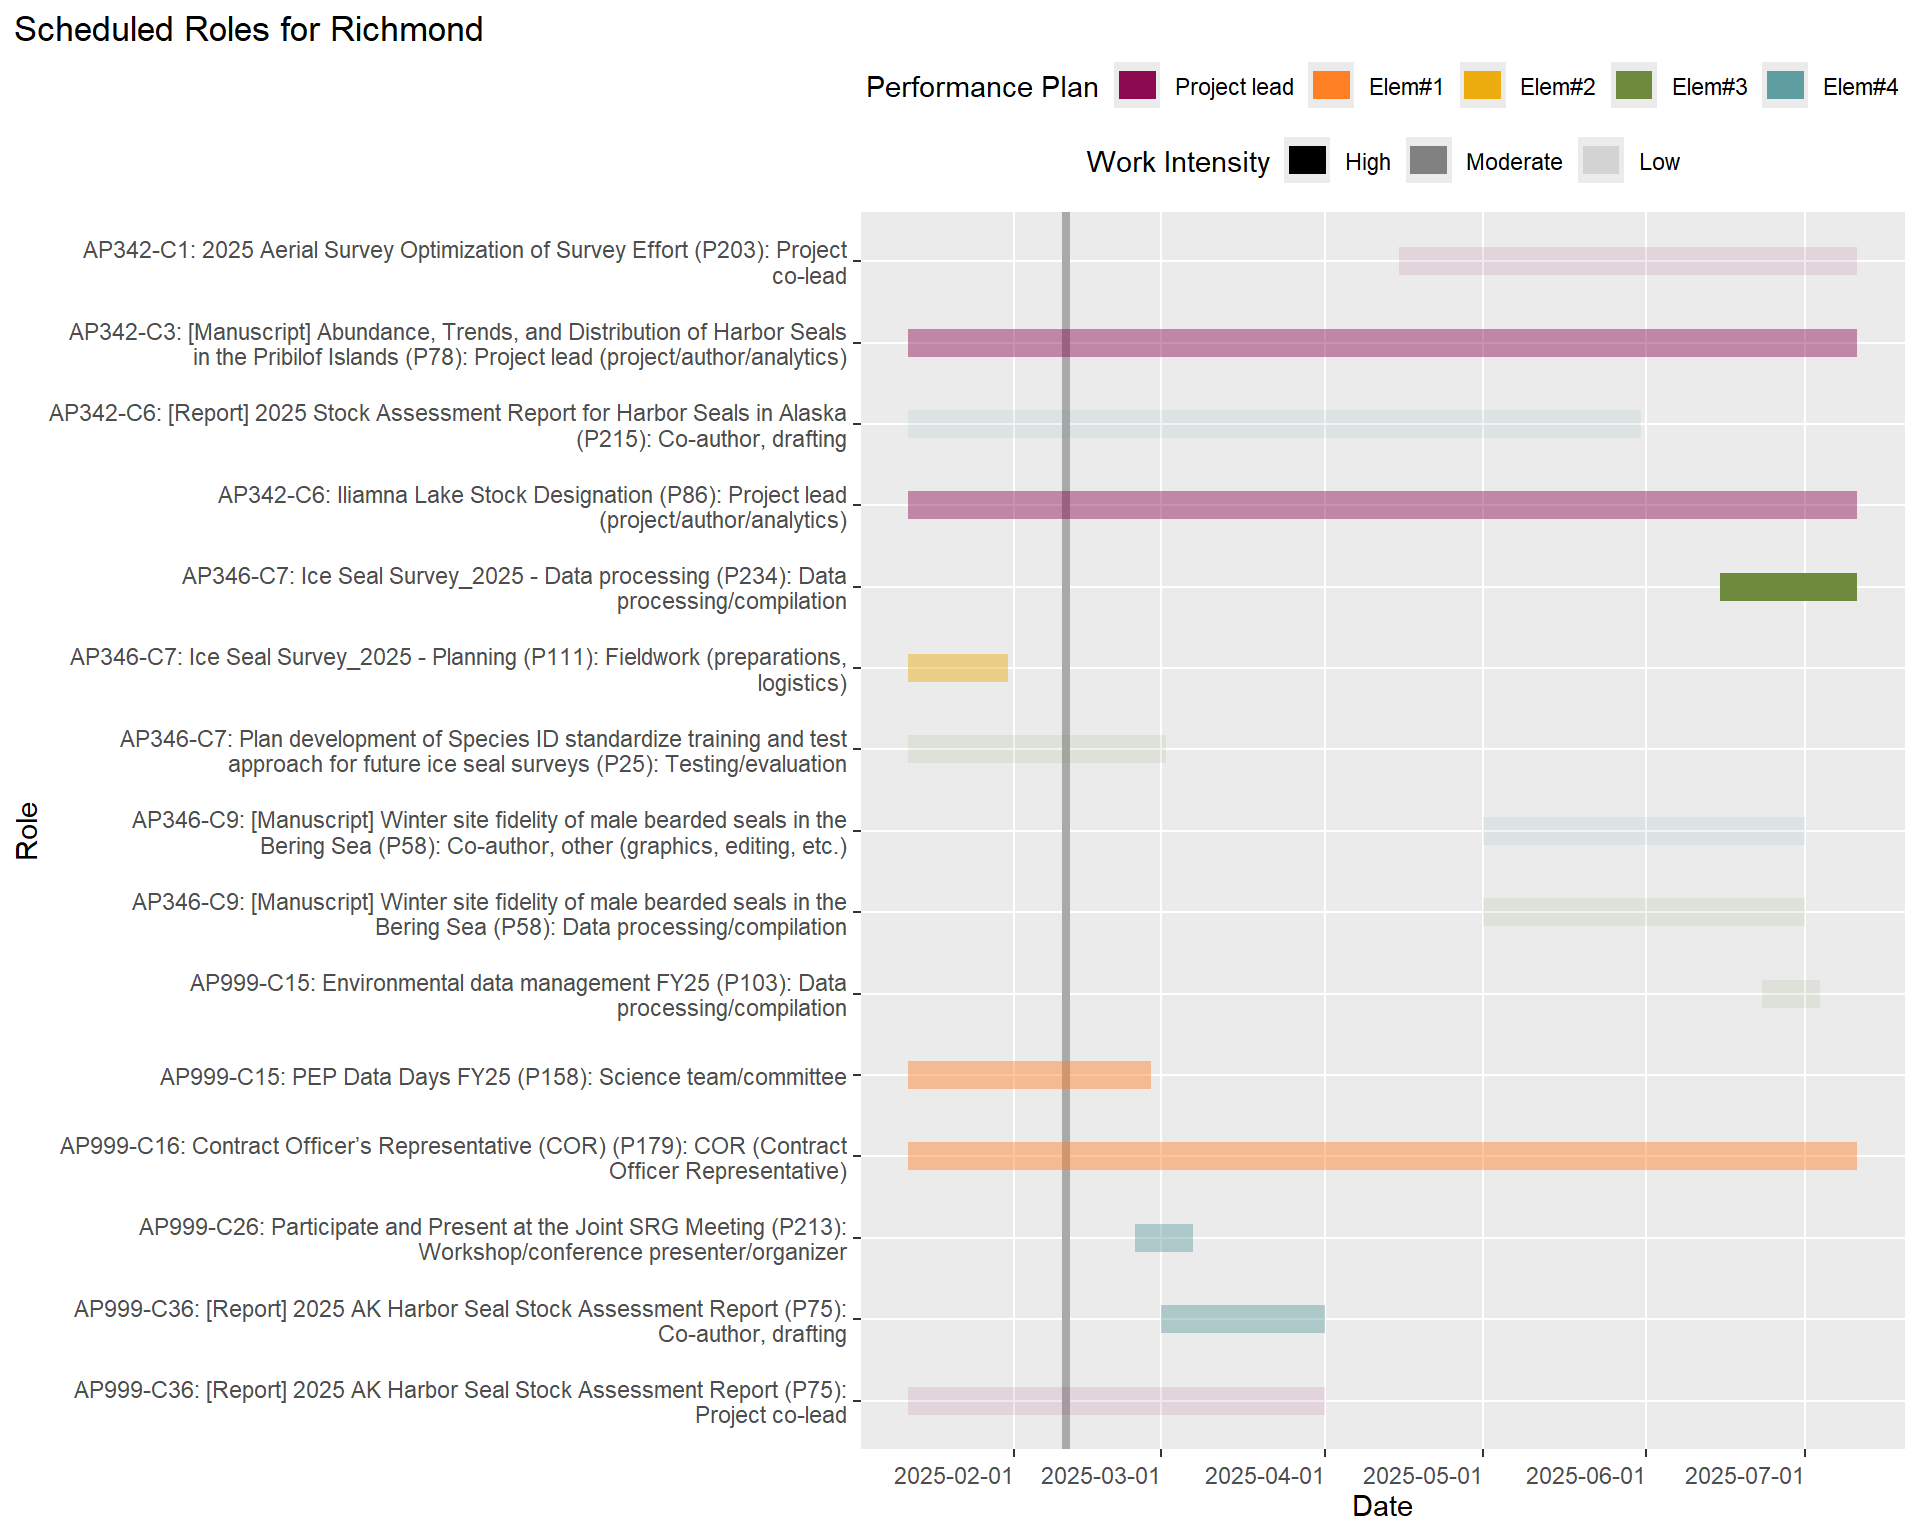 Scheduled Roles for Richmond
Performance Plan Project lead Elem#1 Elem#2 Elem#3 Elem#4
Work Intensity High Moderate Low
AP342-C1: 2025 Aerial Survey Optimization of Survey Effort (P203): Project
co-lead
AP342-C3: [Manuscript] Abundance, Trends, and Distribution of Harbor Seals
in the Pribilof Islands (P78): Project lead (project/author/analytics)
AP342-C6: [Report] 2025 Stock Assessment Report for Harbor Seals in Alaska
(P215): Co-author, drafting
AP342-C6: Iliamna Lake Stock Designation (P86): Project lead
(project/author/analytics)
AP346-C7: Ice Seal Survey_2025 - Data processing (P234): Data
processing/compilation
AP346-C7: Ice Seal Survey_2025 - Planning (P111): Fieldwork (preparations,
logistics)
AP346-C7: Plan development of Species ID standardize training and test
approach for future ice seal surveys (P25): Testing/evaluation
AP346-C9: [Manuscript] Winter site fidelity of male bearded seals in the
Bering Sea (P58): Co-author, other (graphics, editing, etc.)
AP346-C9: [Manuscript] Winter site fidelity of male bearded seals in the
Bering Sea (P58): Data processing/compilation
AP999-C15: Environmental data management FY25 (P103): Data
processing/compilation
AP999-C15: PEP Data Days FY25 (P158): Science team/committee
AP999-C16: Contract Officer’s Representative (COR) (P179): COR (Contract
Officer Representative)
AP999-C26: Participate and Present at the Joint SRG Meeting (P213):
Workshop/conference presenter/organizer
AP999-C36: [Report] 2025 AK Harbor Seal Stock Assessment Report (P75):
Co-author, drafting
AP999-C36: [Report] 2025 AK Harbor Seal Stock Assessment Report (P75):
Project co-lead
Role
2025-02-01 2025-03-01 2025-04-01 2025-05-01 2025-06-01 2025-07-01
Date